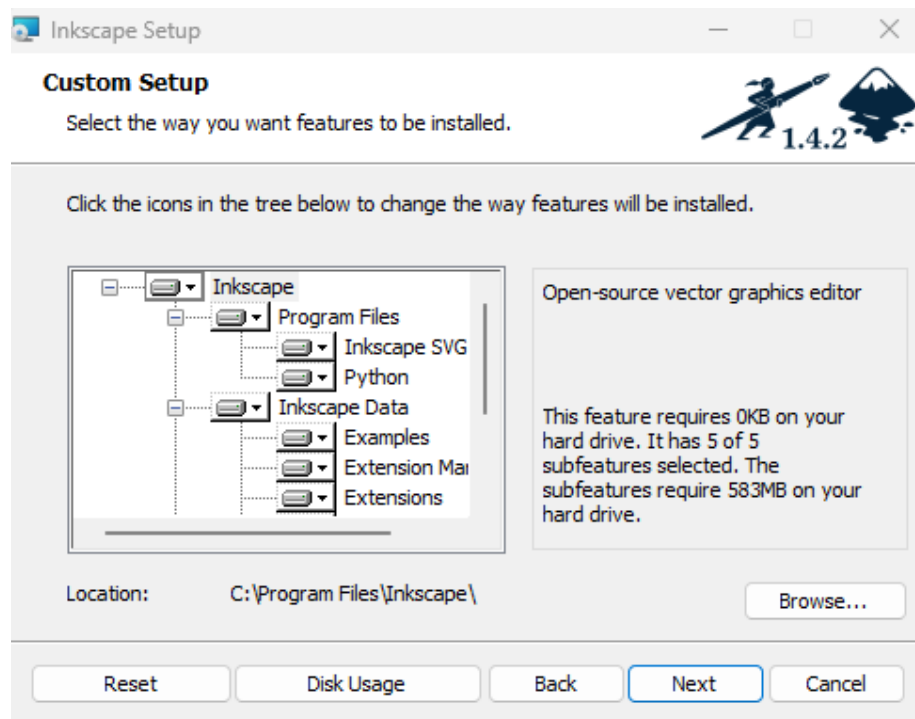 Inkscape Setup
Custom Setup
Select the way you want features to be installed.
1.4.2
Click the icons in the tree below to change the way features will be installed.
Inkscape
Program Files
Inkscape SVG
Python
Inkscape Data
Examples
Extension Mai
Extensions
Open-source vector graphics editor
This feature requires 0KB on your
hard drive. It has 5 of 5
subfeatures selected. The
subfeatures require 583MB on your
hard drive.
Location: C:\Program Files\Inkscape\
Browse...
Reset Disk Usage Back Next Cancel